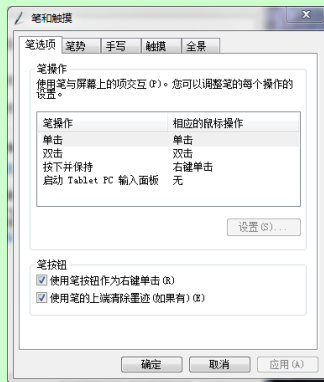 笔和触摸
笔选项 笔势 手写 触摸 全景
笔操作
使用笔与屏幕上的项交互(P)。您可以调整笔的每个操作的
设置。
笔操作 相应的鼠标操作
单击 单击
双击 双击
按下并保持 右键单击
启动 Tablet PC 输入面板 无
设置(S)...
笔按钮
使用笔按钮作为右键单击(R)
使用笔的上端清除墨迹(如果有)(E)
确定 取消 应用(A)